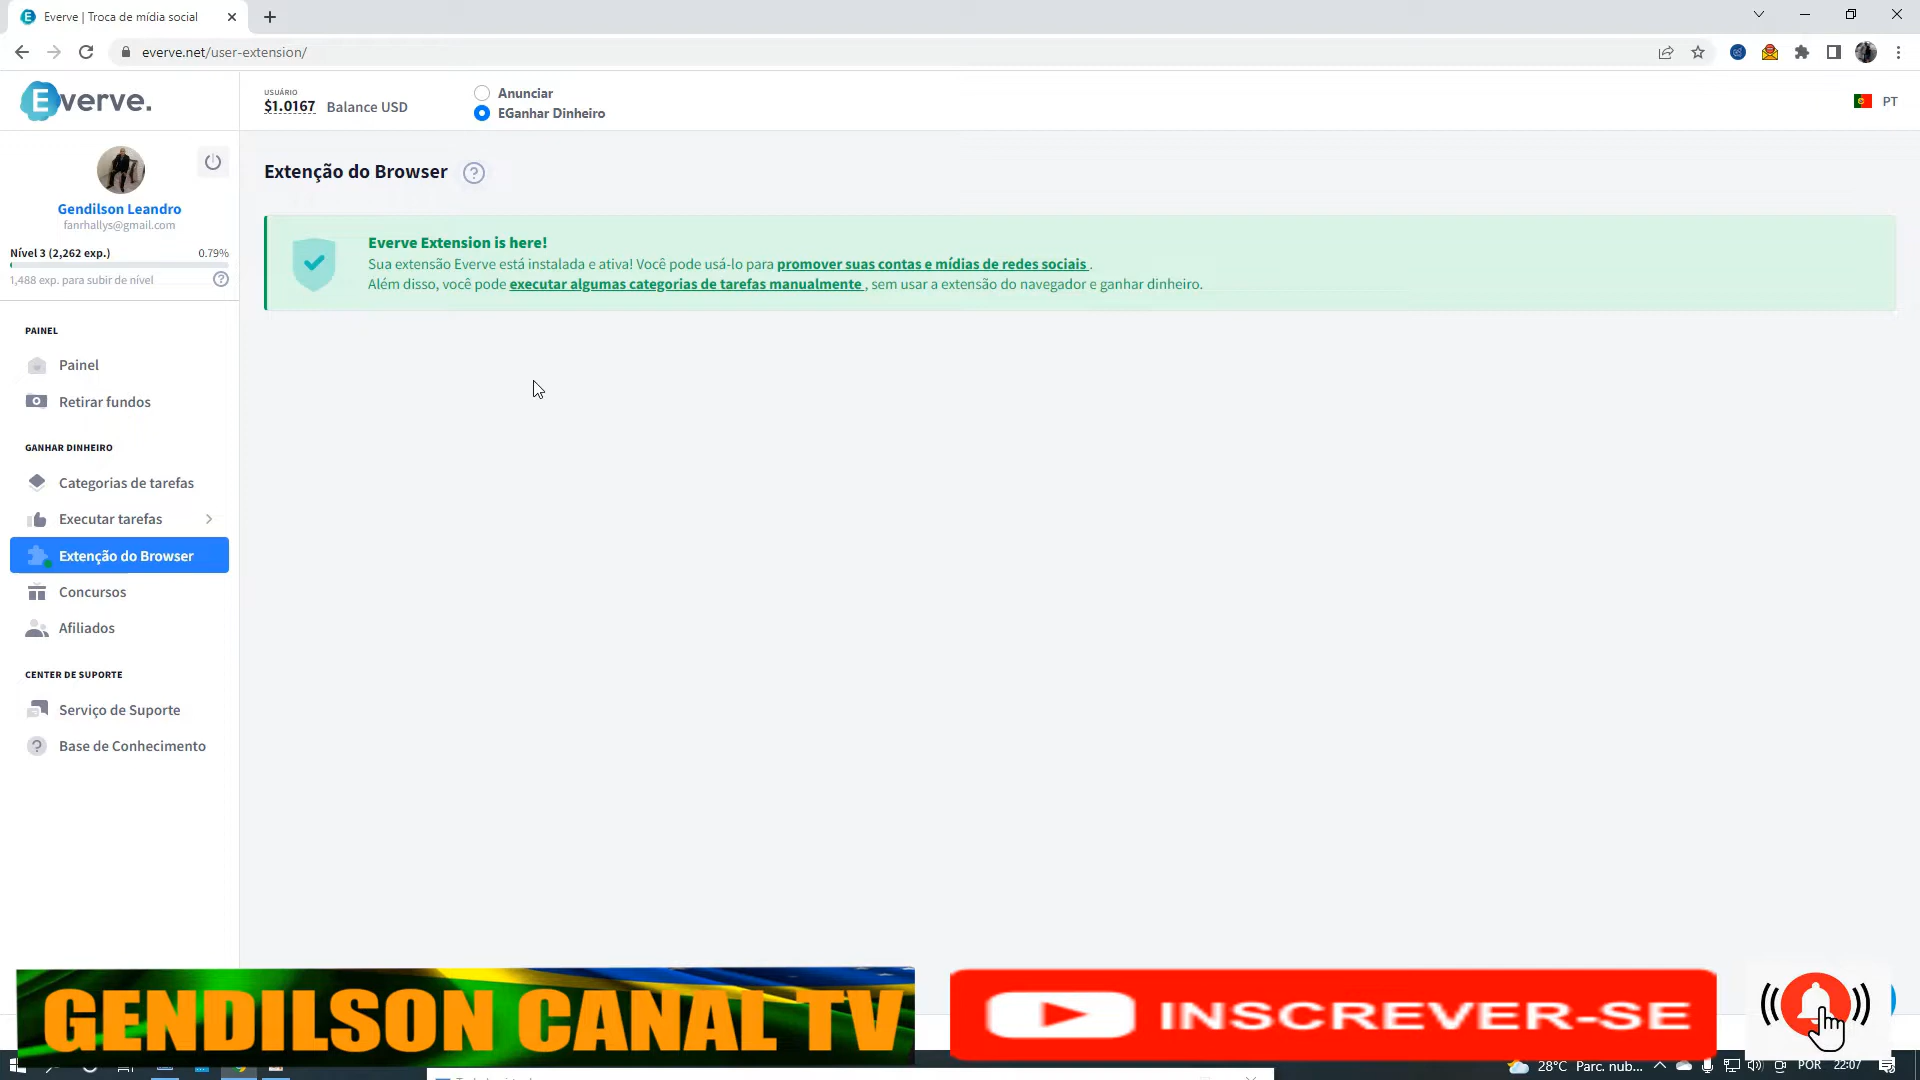 Everve | Troca de mídia social
everve.net/user-extension/
Everve.
USUÁRIO
$1.0167 Balance USD
Anunciar
EGanhar Dinheiro
PT
Gendilson Leandro
fanrhallys@gmail.com
Nível 3 (2,262 exp.) 0.79%
1,488 exp. para subir de nível
PAINEL
Painel
Retirar fundos
GANHAR DINHEIRO
Categorias de tarefas
Executar tarefas
Extenção do Browser
Concursos
Afiliados
CENTER DE SUPORTE
Serviço de Suporte
Base de Conhecimento
Extenção do Browser
Everve Extension is here!
Sua extensão Everve está instalada e ativa! Você pode usá-lo para promover suas contas e mídias de redes sociais .
Além disso, você pode executar algumas categorias de tarefas manualmente , sem usar a extensão do navegador e ganhar dinheiro.
GENDILSON CANAL TV
INSCREVER-SE
28°C Parc. nub... POR 22:07